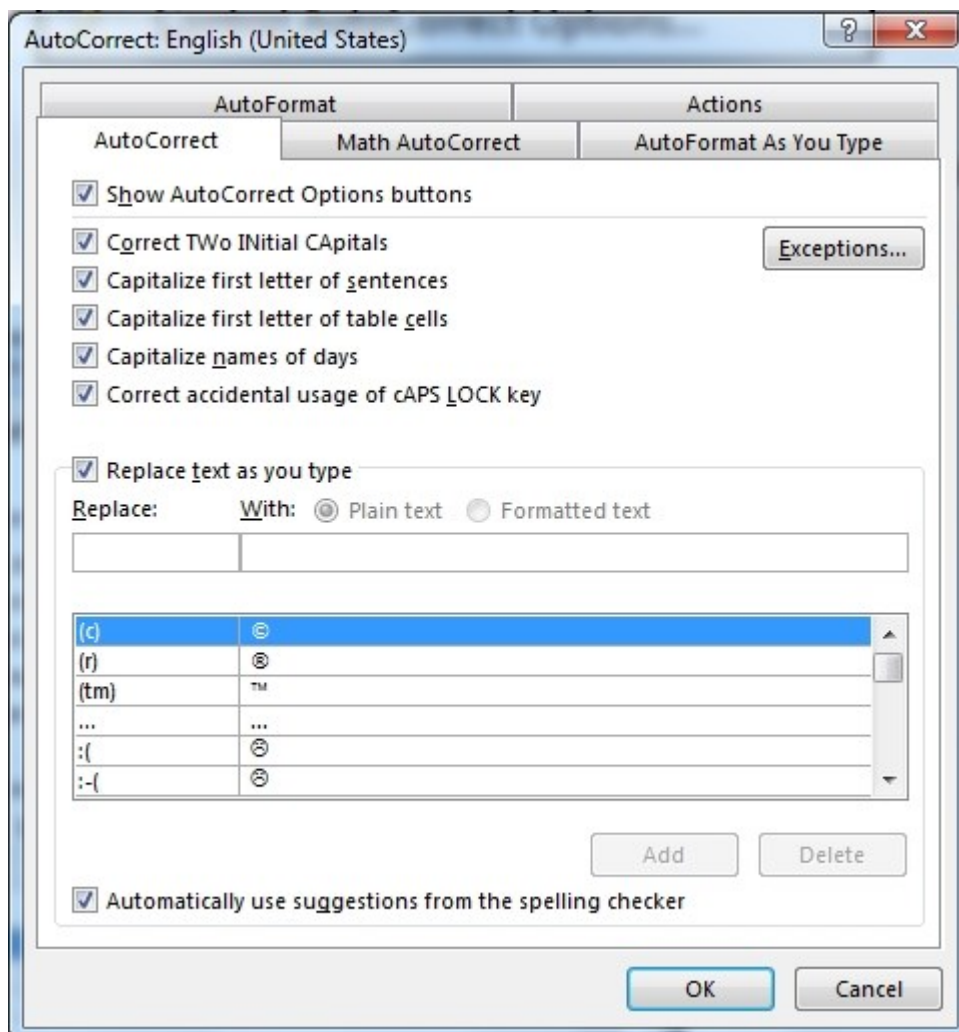 AutoCorrect: English (United States)
AutoFormat Actions
AutoCorrect Math AutoCorrect AutoFormat As You Type
Show AutoCorrect Options buttons
Correct TWo INitial CApitals Exceptions...
Capitalize first letter of sentences
Capitalize first letter of table cells
Capitalize names of days
Correct accidental usage of cAPS LOCK key
Replace text as you type
Replace: With: Plain text Formatted text
(c) ©
(r) ®
(tm) ™
... ...
:( ☹
:-( ☹
Add Delete
Automatically use suggestions from the spelling checker
OK Cancel